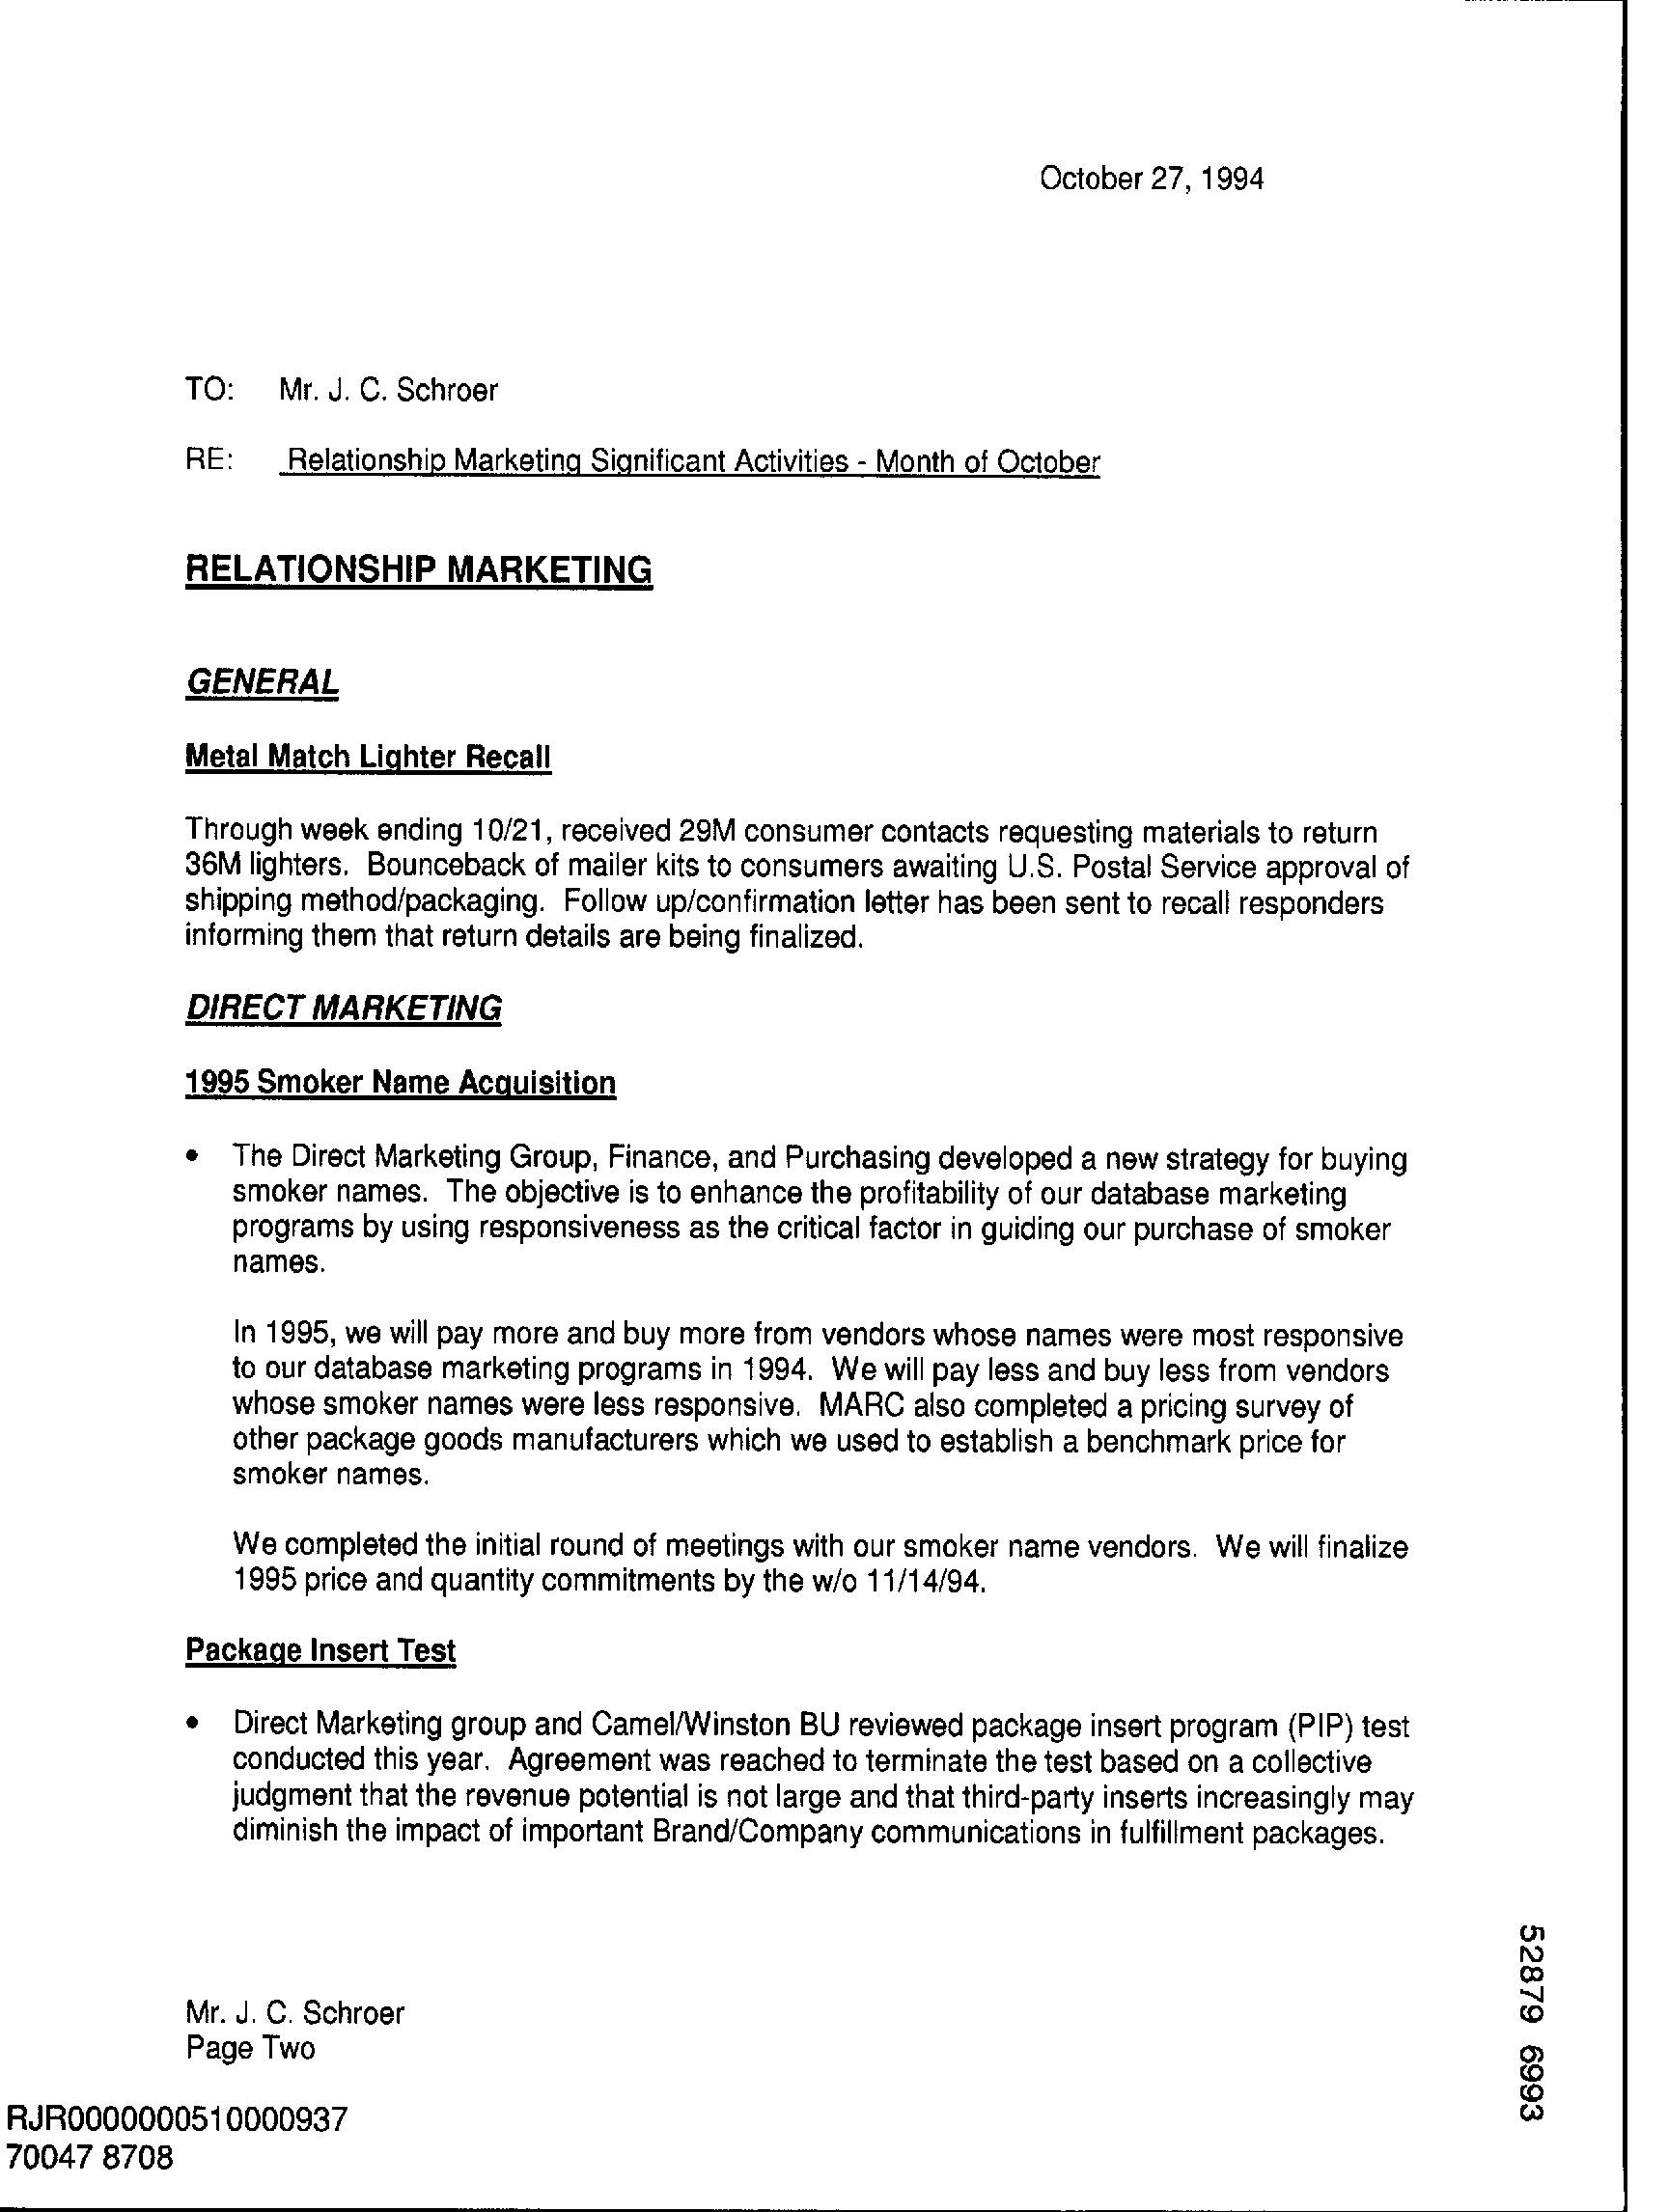 October 27, 1994
TO: Mr. J. C. Schroer
RE: Relationship Marketing Significant Activities - Month of October
RELATIONSHIP MARKETING
GENERAL
Metal Match Lighter Recall
Through week ending 10/21, received 29M consumer contacts requesting materials to return
36M lighters. Bounceback of mailer kits to consumers awaiting U.S. Postal Service approval of
shipping method/packaging. Follow up/confirmation letter has been sent to recall responders
informing them that return details are being finalized.
DIRECT MARKETING
1995 Smoker Name Acquisition
• The Direct Marketing Group, Finance, and Purchasing developed a new strategy for buying
smoker names. The objective is to enhance the profitability of our database marketing
programs by using responsiveness as the critical factor in guiding our purchase of smoker
names.
In 1995, we will pay more and buy more from vendors whose names were most responsive
to our database marketing programs in 1994. We will pay less and buy less from vendors
whose smoker names were less responsive. MARC also completed a pricing survey of
other package goods manufacturers which we used to establish a benchmark price for
smoker names.
We completed the initial round of meetings with our smoker name vendors. We will finalize
1995 price and quantity commitments by the w/o 11/14/94.
Package Insert Test
• Direct Marketing group and Camel/Winston BU reviewed package insert program (PIP) test
conducted this year. Agreement was reached to terminate the test based on a collective
judgment that the revenue potential is not large and that third-party inserts increasingly may
diminish the impact of important Brand/Company communications in fulfillment packages.
52879 6993
Mr. J. C. Schroer
Page Two
RJR0000000510000937
70047 8708